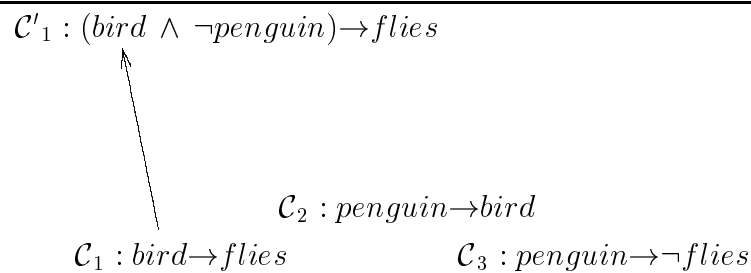 𝒞′₁ : (bird ∧ ¬penguin)→flies
𝒞₂ : penguin→bird
𝒞₁ : bird→flies
𝒞₃ : penguin→¬flies